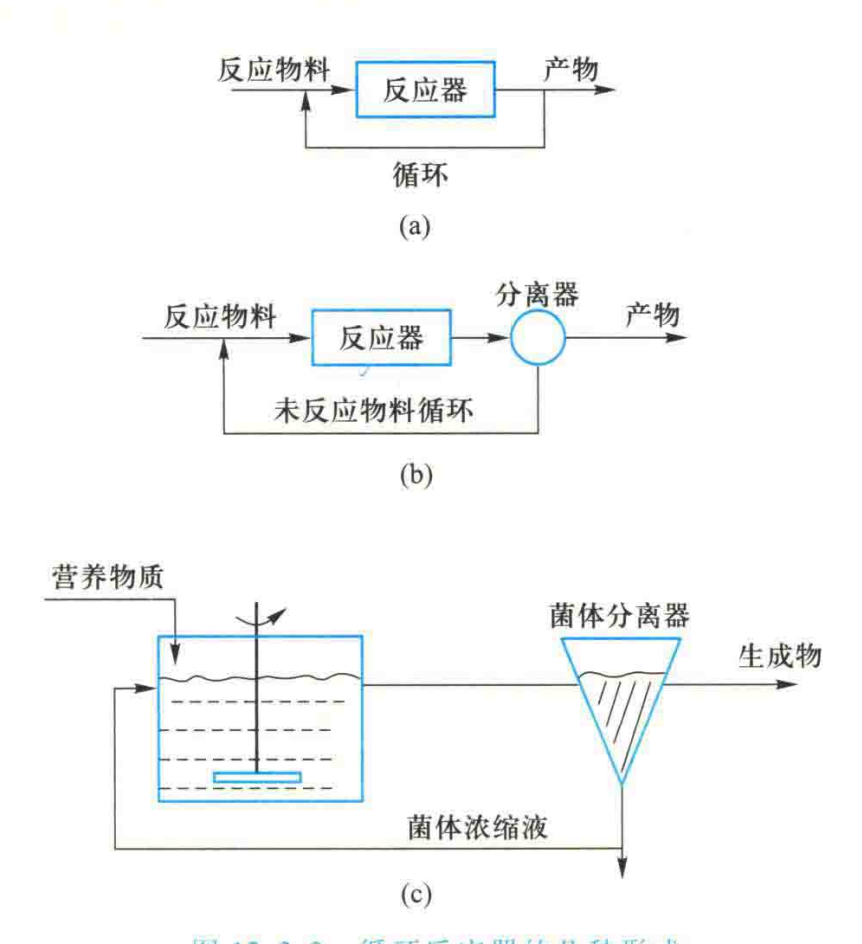 反应物料
反应器
产物
循环
(a)
分离器
反应物料
反应器
产物
未反应物料循环
(b)
营养物质
菌体分离器
生成物
菌体浓缩液
(c)